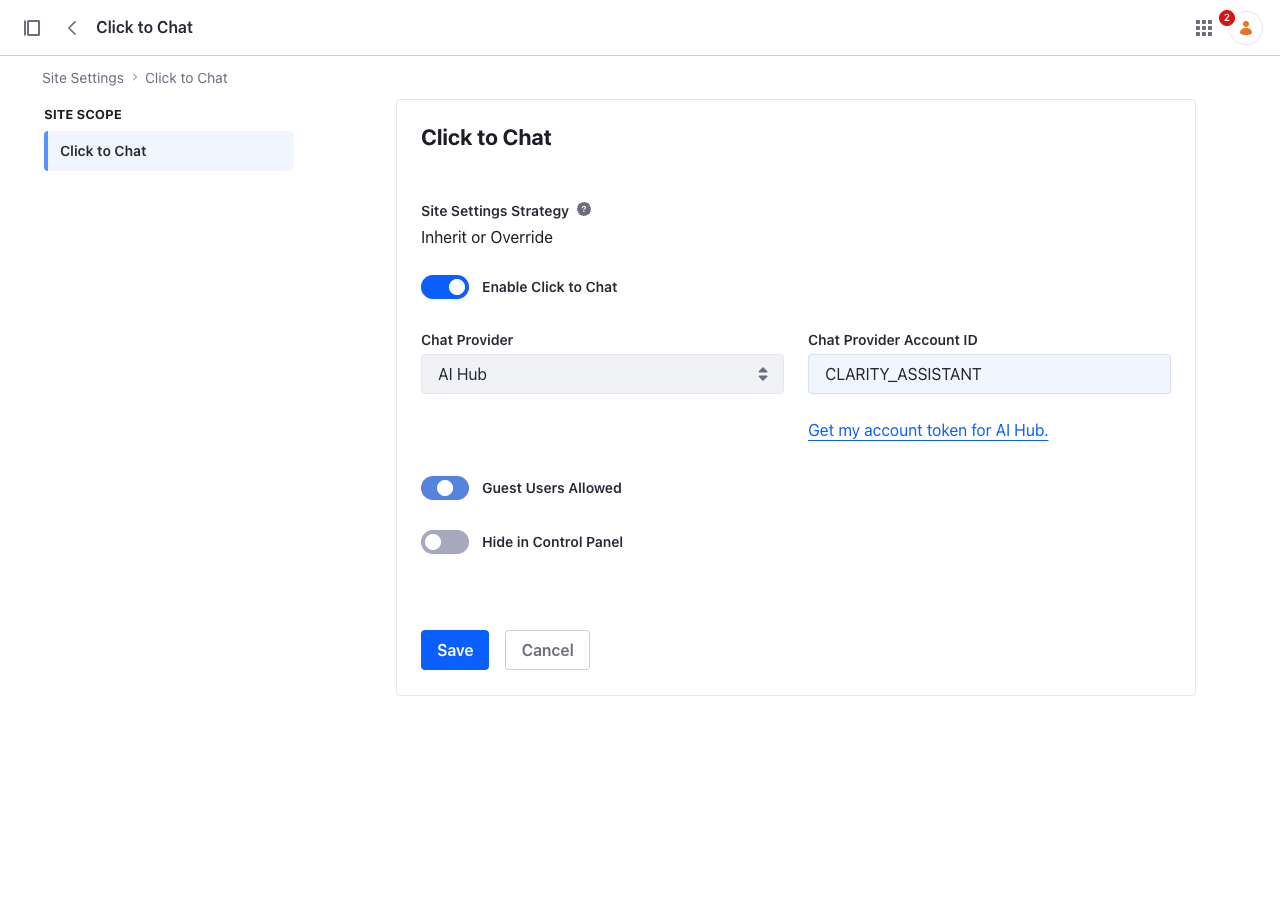 Click to Chat
2
Site Settings > Click to Chat
SITE SCOPE
Click to Chat
Click to Chat
Site Settings Strategy ?
Inherit or Override
Enable Click to Chat
Chat Provider
AI Hub
Chat Provider Account ID
CLARITY_ASSISTANT
Get my account token for AI Hub.
Guest Users Allowed
Hide in Control Panel
Save
Cancel